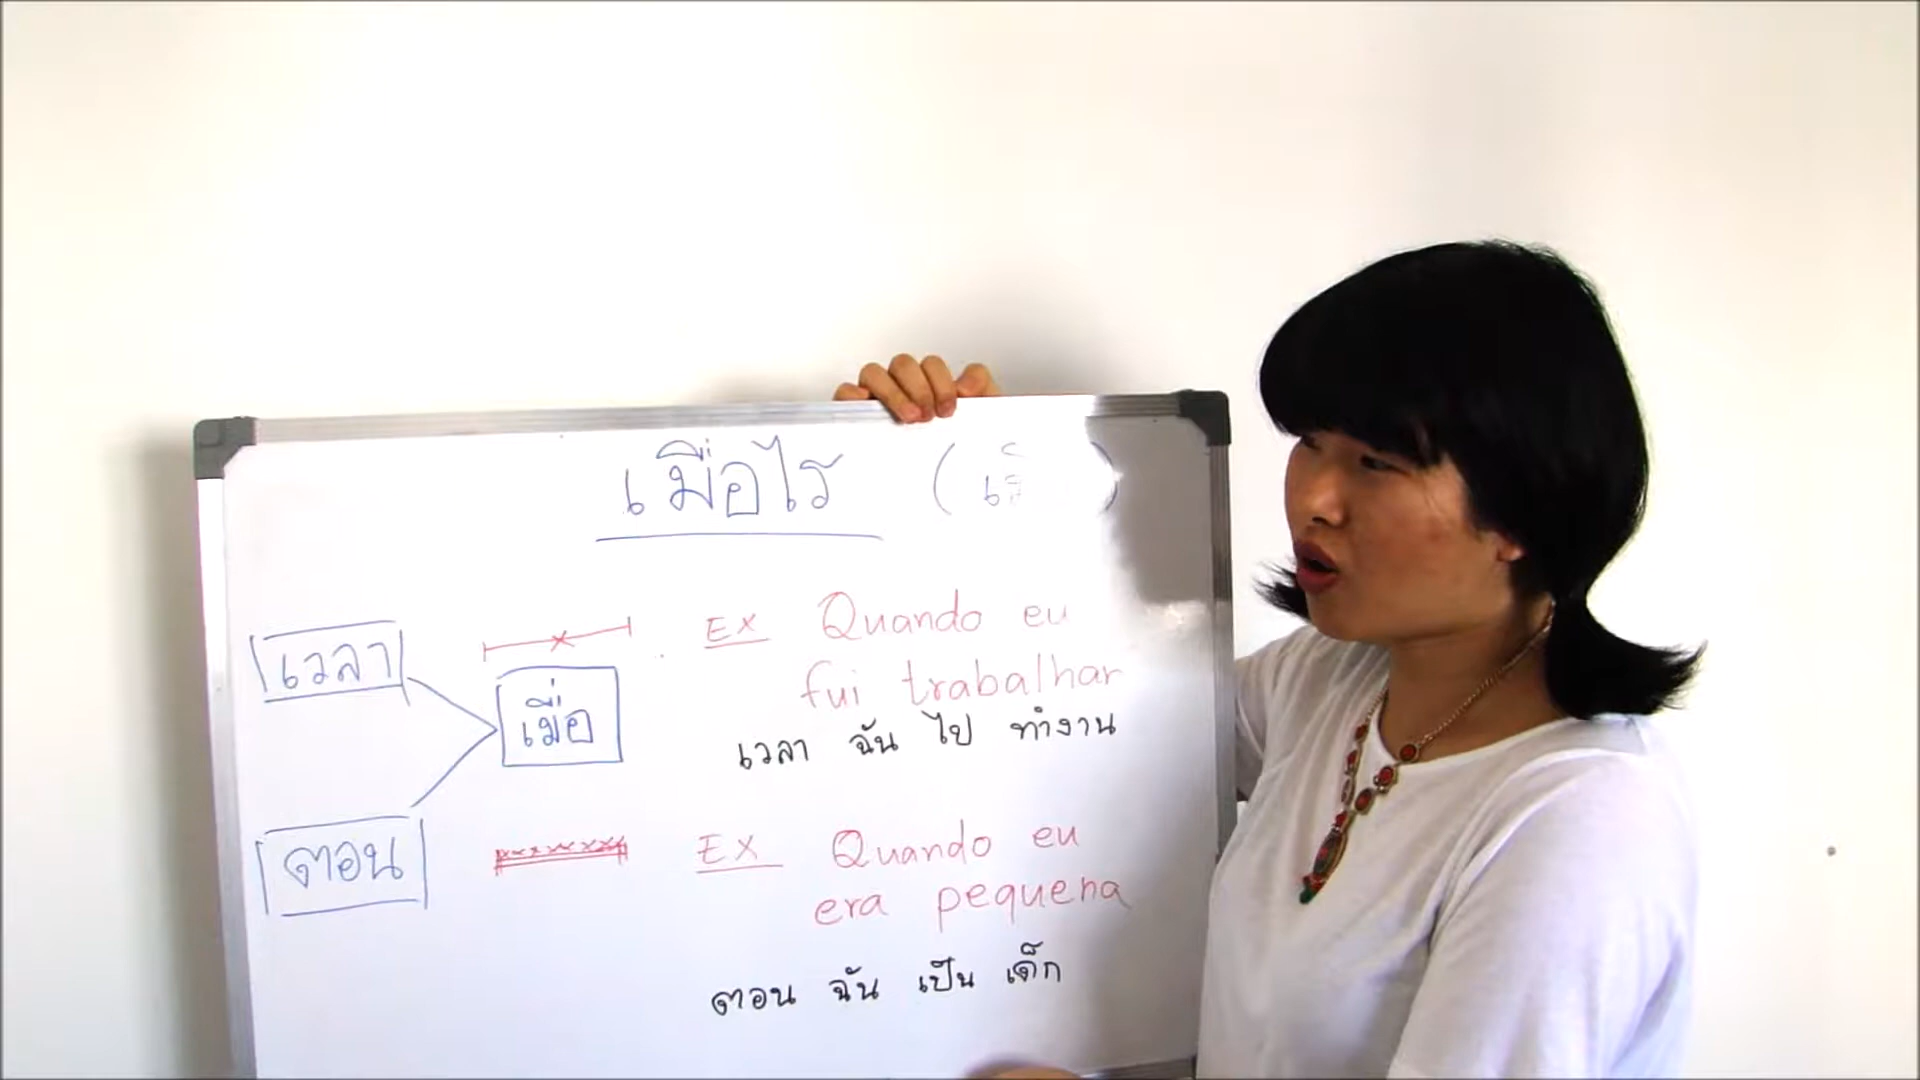 เมื่อไร
เวลา
เมื่อ
EX Quando eu
fui trabalhar
เวลา ฉัน ไป ทำงาน
ตอน
EX Quando eu
era pequena
ตอน ฉัน เป็น เด็ก